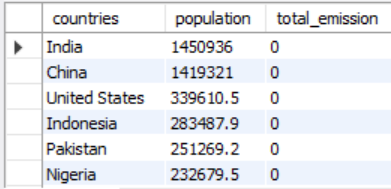 countries population total_emission
India 1450936 0
China 1419321 0
United States 339610.5 0
Indonesia 283487.9 0
Pakistan 251269.2 0
Nigeria 232679.5 0